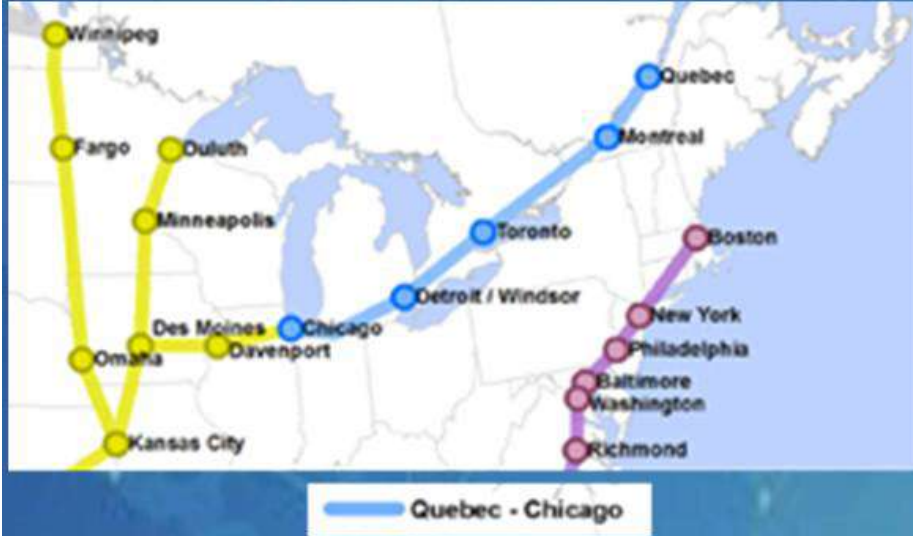 Winnipeg
Quebec
Montreal
Fargo
Duluth
Minneapolis
Toronto
Boston
Detroit / Windsor
New York
Des Moines
Chicago
Davenport
Omaha
Philadelphia
Baltimore
Washington
Kansas City
Richmond
Quebec - Chicago